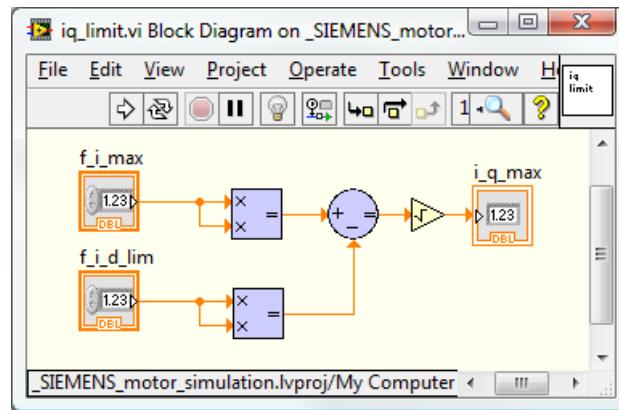 iq_limit.vi Block Diagram on _SIEMENS_motor...
File Edit View Project Operate Tools Window H
iq
limit
1
?
f_i_max
1.23
DBL
×
×
=
+
−
=
√
i_q_max
1.23
DBL
f_i_d_lim
1.23
DBL
×
×
=
_SIEMENS_motor_simulation.lvproj/My Computer